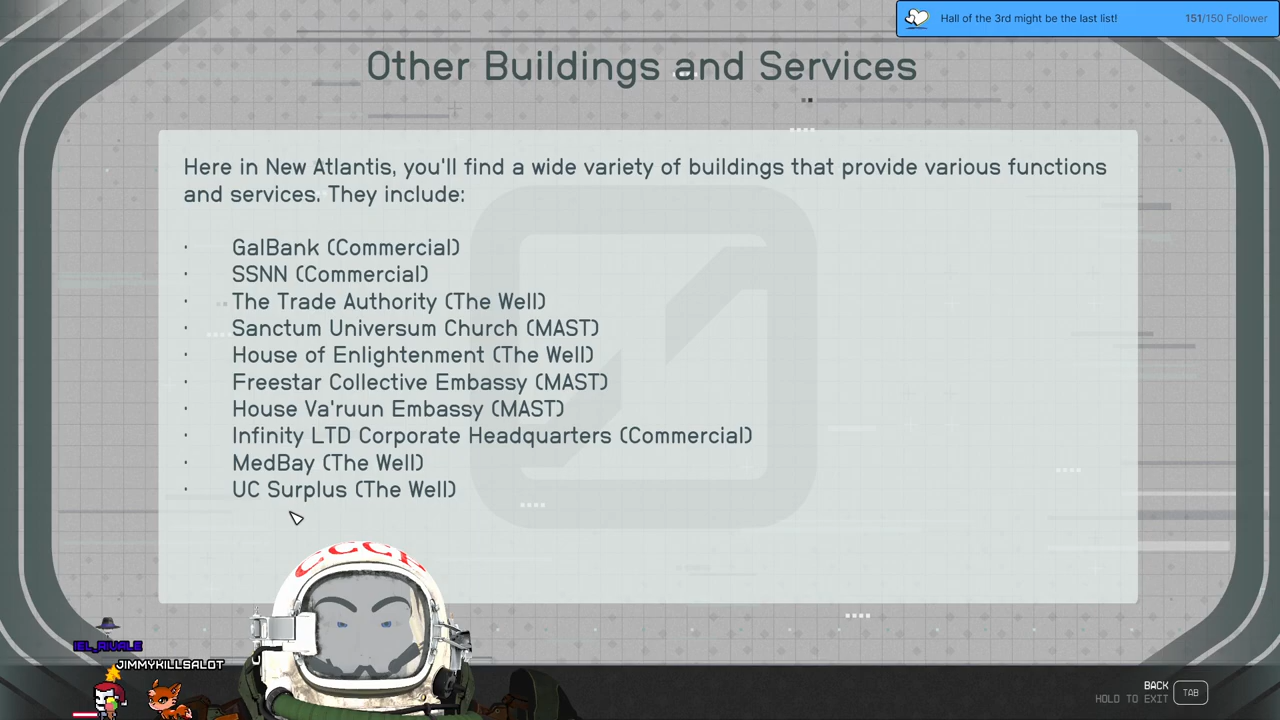 Hall of the 3rd might be the last list! 151/150 Follower
Other Buildings and Services
Here in New Atlantis, you'll find a wide variety of buildings that provide various functions
and services. They include:
· GalBank (Commercial)
· SSNN (Commercial)
· The Trade Authority (The Well)
· Sanctum Universum Church (MAST)
· House of Enlightenment (The Well)
· Freestar Collective Embassy (MAST)
· House Va'ruun Embassy (MAST)
· Infinity LTD Corporate Headquarters (Commercial)
· MedBay (The Well)
· UC Surplus (The Well)
СССР
JIMMYKILLSALOT
BACK
HOLD TO EXIT TAB